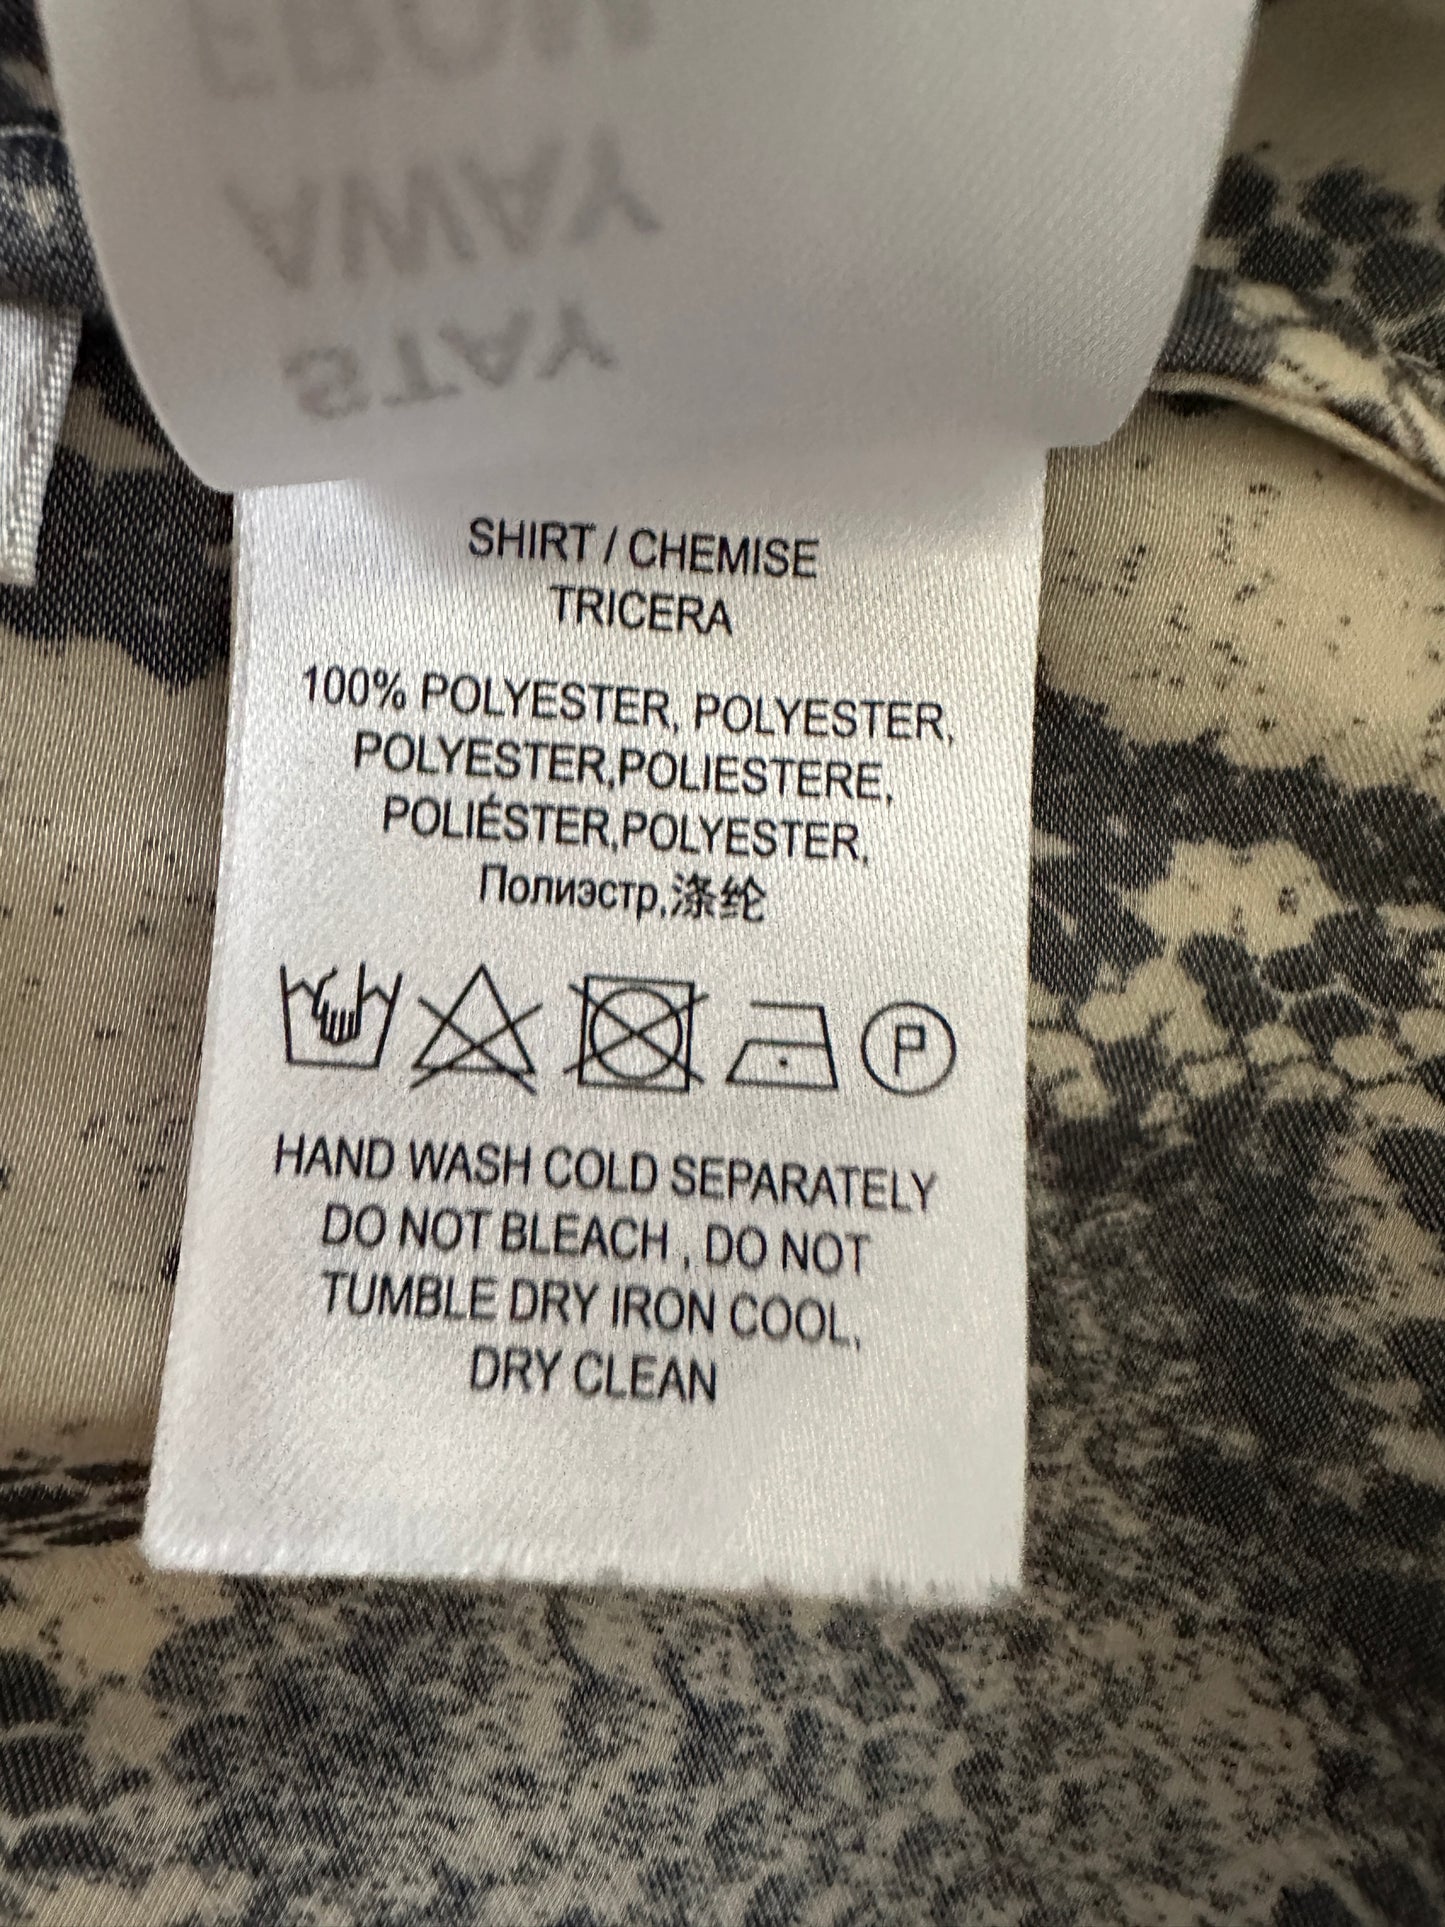 SHIRT / CHEMISE
TRICERA
100% POLYESTER, POLYESTER,
POLYESTER,POLIESTERE,
POLIÉSTER,POLYESTER,
Полиэстр,涤纶
P
HAND WASH COLD SEPARATELY
DO NOT BLEACH , DO NOT
TUMBLE DRY IRON COOL,
DRY CLEAN